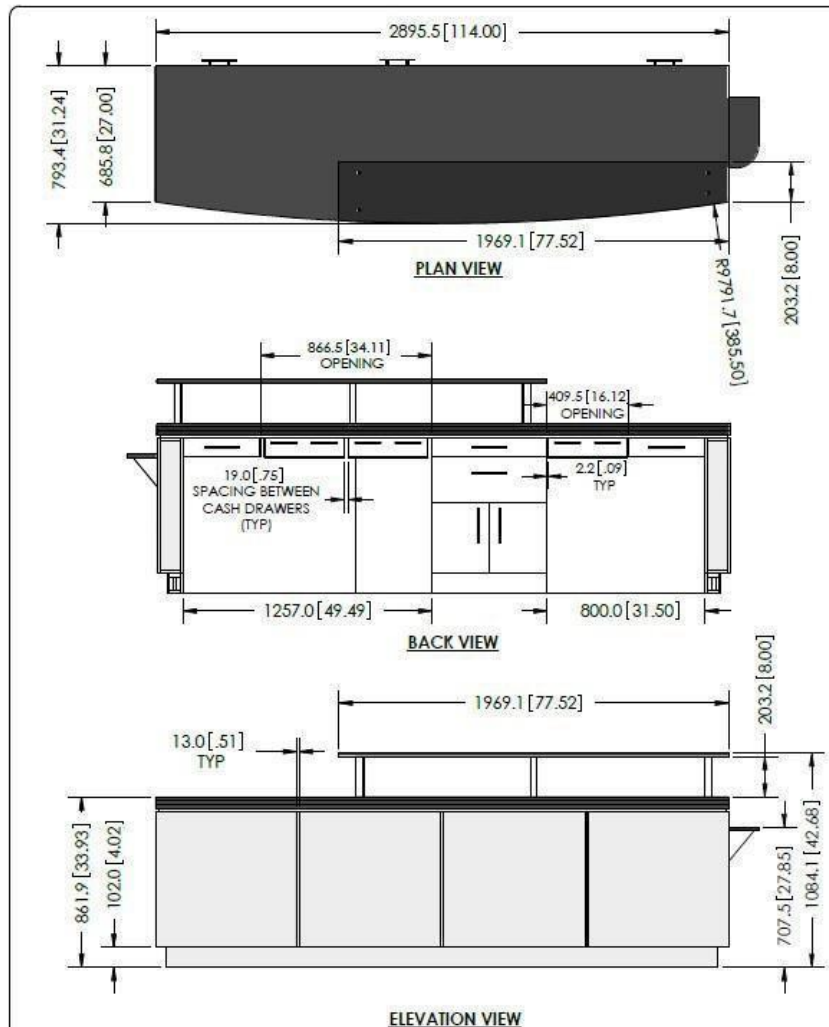 2895.5 [114.00]
793.4 [31.24]
685.8 [27.00]
1969.1 [77.52]
203.2 [8.00]
R9791.7 [385.50]
PLAN VIEW
866.5 [34.11]
OPENING
409.5 [16.12]
OPENING
19.0 [.75]
SPACING BETWEEN
CASH DRAWERS
(TYP)
2.2 [.09]
TYP
1257.0 [49.49]
800.0 [31.50]
BACK VIEW
1969.1 [77.52]
203.2 [8.00]
13.0 [.51]
TYP
861.9 [33.93]
102.0 [4.02]
707.5 [27.85]
1084.1 [42.68]
ELEVATION VIEW